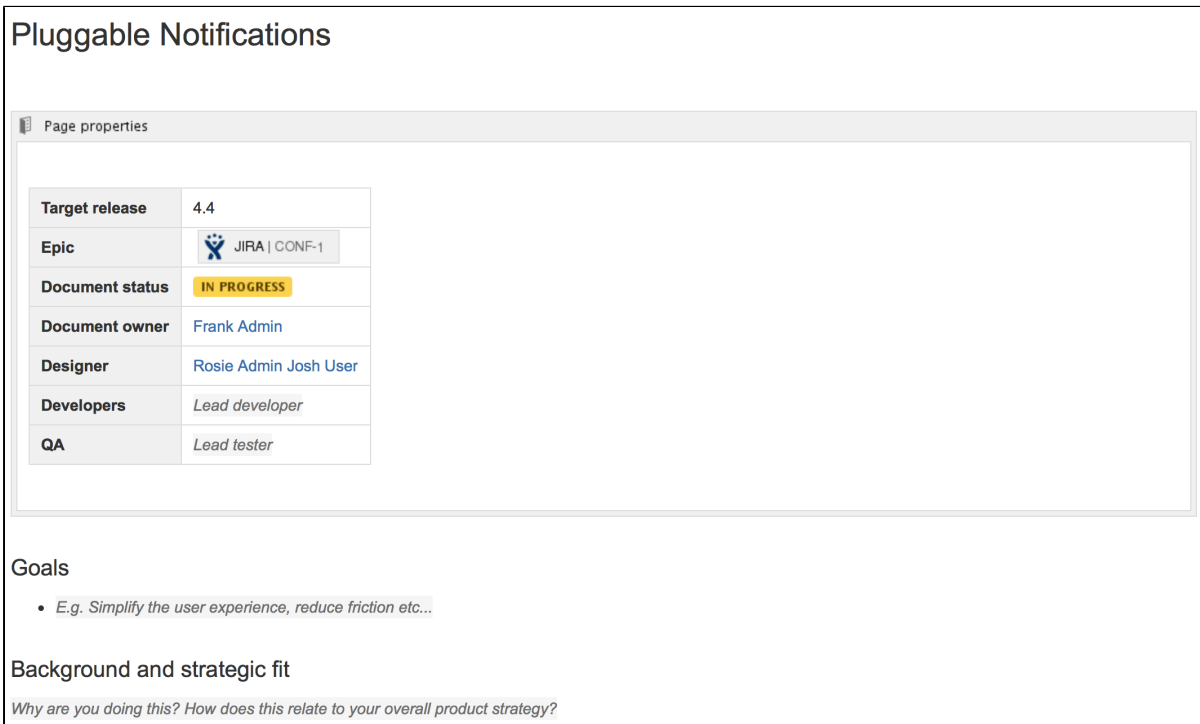 Pluggable Notifications
Page properties
Target release 4.4
Epic JIRA | CONF-1
Document status IN PROGRESS
Document owner Frank Admin
Designer Rosie Admin Josh User
Developers Lead developer
QA Lead tester
Goals
• E.g. Simplify the user experience, reduce friction etc...
Background and strategic fit
Why are you doing this? How does this relate to your overall product strategy?